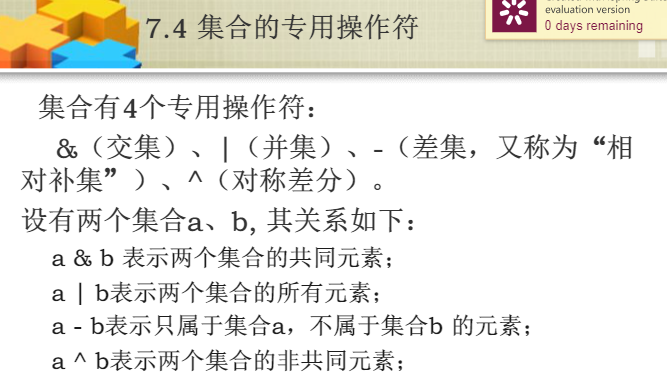 7.4 集合的专用操作符
evaluation version
0 days remaining
集合有4个专用操作符：
&（交集）、|（并集）、-（差集，又称为“相
对补集”）、^（对称差分）。
设有两个集合a、b, 其关系如下：
a & b 表示两个集合的共同元素；
a | b表示两个集合的所有元素；
a - b表示只属于集合a，不属于集合b 的元素；
a ^ b表示两个集合的非共同元素；